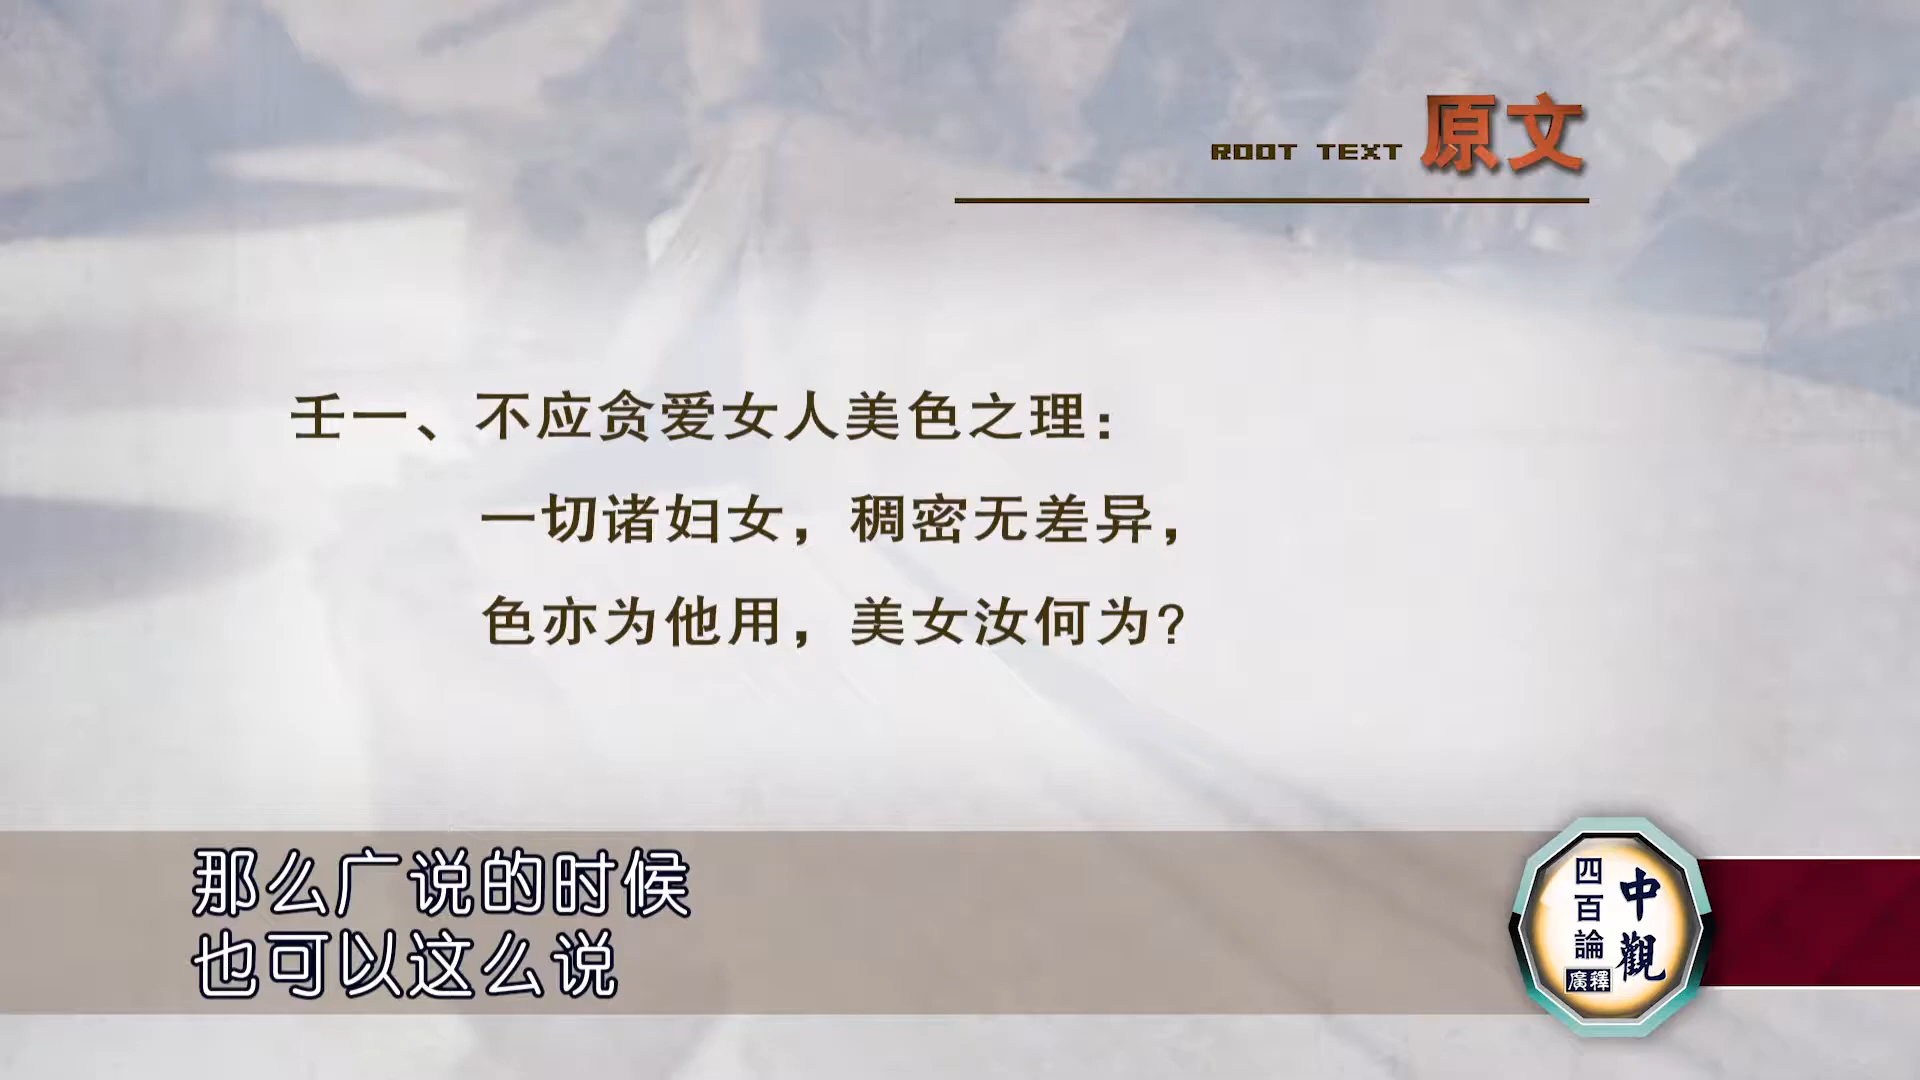 ROOT TEXT 原文
壬一、不应贪爱女人美色之理：
一切诸妇女，稠密无差异，
色亦为他用，美女汝何为?
那么广说的时候
也可以这么说
中觀
四百論
廣釋